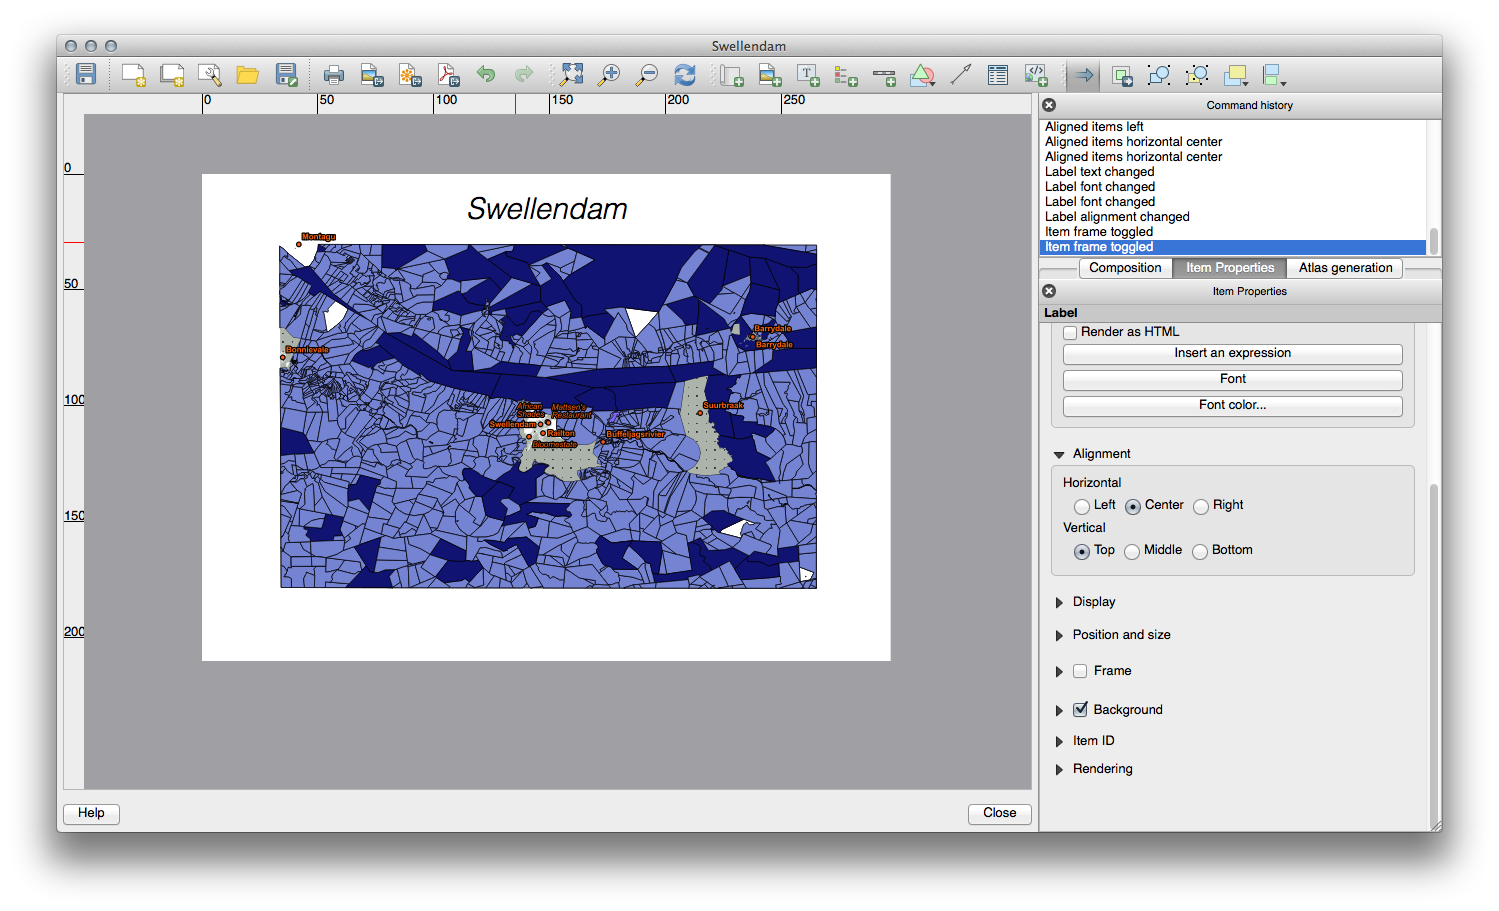 Swellendam
0 50 100 150 200 250
Command history
Aligned items left
Aligned items horizontal center
Aligned items horizontal center
Label text changed
Label font changed
Label font changed
Label alignment changed
Item frame toggled
Item frame toggled
Composition Item Properties Atlas generation
Item Properties
Label
Render as HTML
Insert an expression
Font
Font color...
Alignment
Horizontal
Left Center Right
Vertical
Top Middle Bottom
Display
Position and size
Frame
Background
Item ID
Rendering
0
50
100
150
200
Swellendam
Montagu
Barrydale
Barrydale
Bonnievale
Suurbraak
African
Shades
Mattsen's
Restaurant
Swellendam
Railton
Buffeljagsrivier
Bloomestate
Help Close